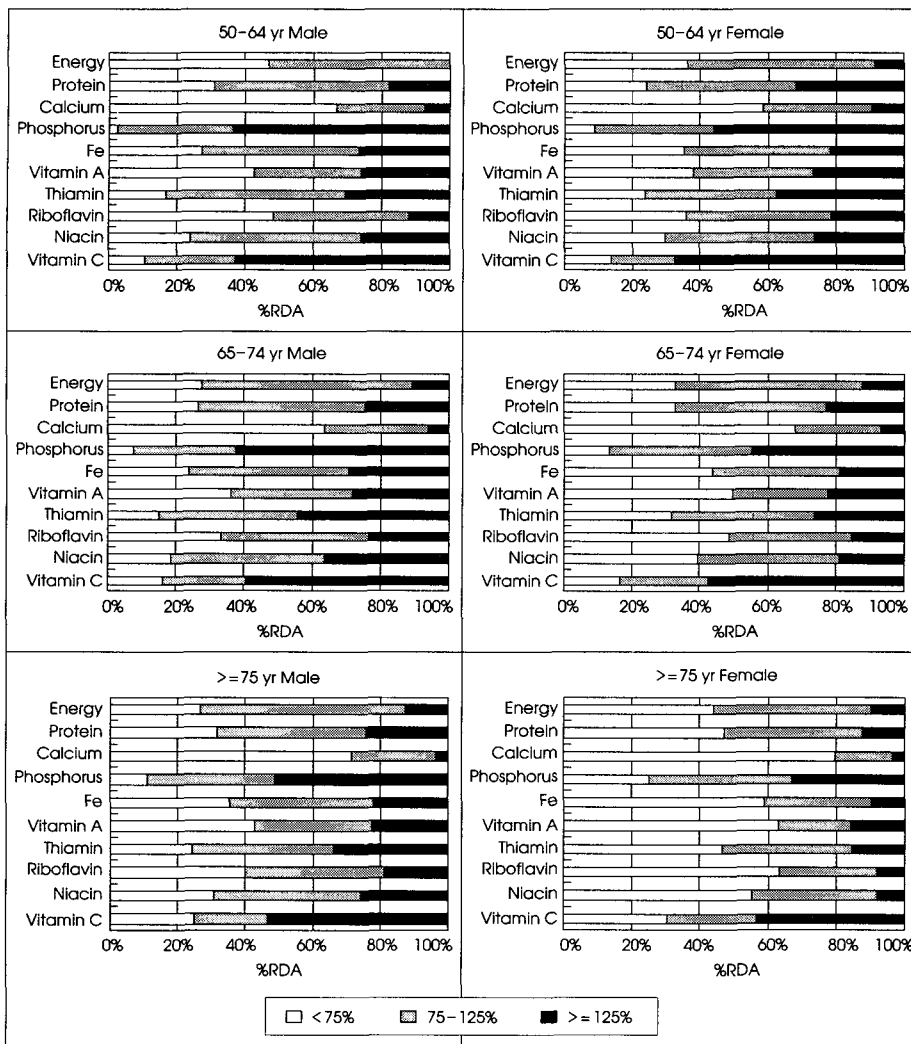 50–64 yr Male
Energy
Protein
Calcium
Phosphorus
Fe
Vitamin A
Thiamin
Riboflavin
Niacin
Vitamin C
0% 20% 40% 60% 80% 100%
%RDA
50–64 yr Female
Energy
Protein
Calcium
Phosphorus
Fe
Vitamin A
Thiamin
Riboflavin
Niacin
Vitamin C
0% 20% 40% 60% 80% 100%
%RDA
65–74 yr Male
Energy
Protein
Calcium
Phosphorus
Fe
Vitamin A
Thiamin
Riboflavin
Niacin
Vitamin C
0% 20% 40% 60% 80% 100%
%RDA
65–74 yr Female
Energy
Protein
Calcium
Phosphorus
Fe
Vitamin A
Thiamin
Riboflavin
Niacin
Vitamin C
0% 20% 40% 60% 80% 100%
%RDA
>=75 yr Male
Energy
Protein
Calcium
Phosphorus
Fe
Vitamin A
Thiamin
Riboflavin
Niacin
Vitamin C
0% 20% 40% 60% 80% 100%
%RDA
>=75 yr Female
Energy
Protein
Calcium
Phosphorus
Fe
Vitamin A
Thiamin
Riboflavin
Niacin
Vitamin C
0% 20% 40% 60% 80% 100%
%RDA
<75% 75–125% >=125%